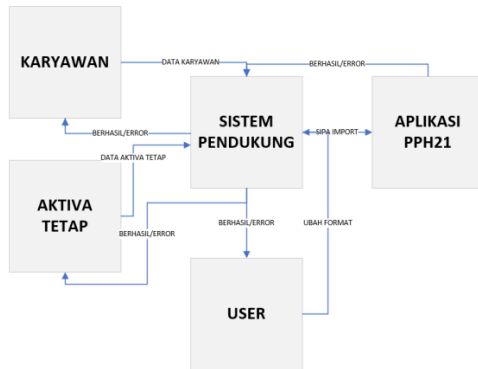 KARYAWAN
DATA KARYAWAN
BERHASIL/ERROR
SISTEM
PENDUKUNG
APLIKASI
PPH21
BERHASIL/ERROR
SIPA IMPORT
DATA AKTIVA TETAP
AKTIVA
TETAP
BERHASIL/ERROR
BERHASIL/ERROR
UBAH FORMAT
USER